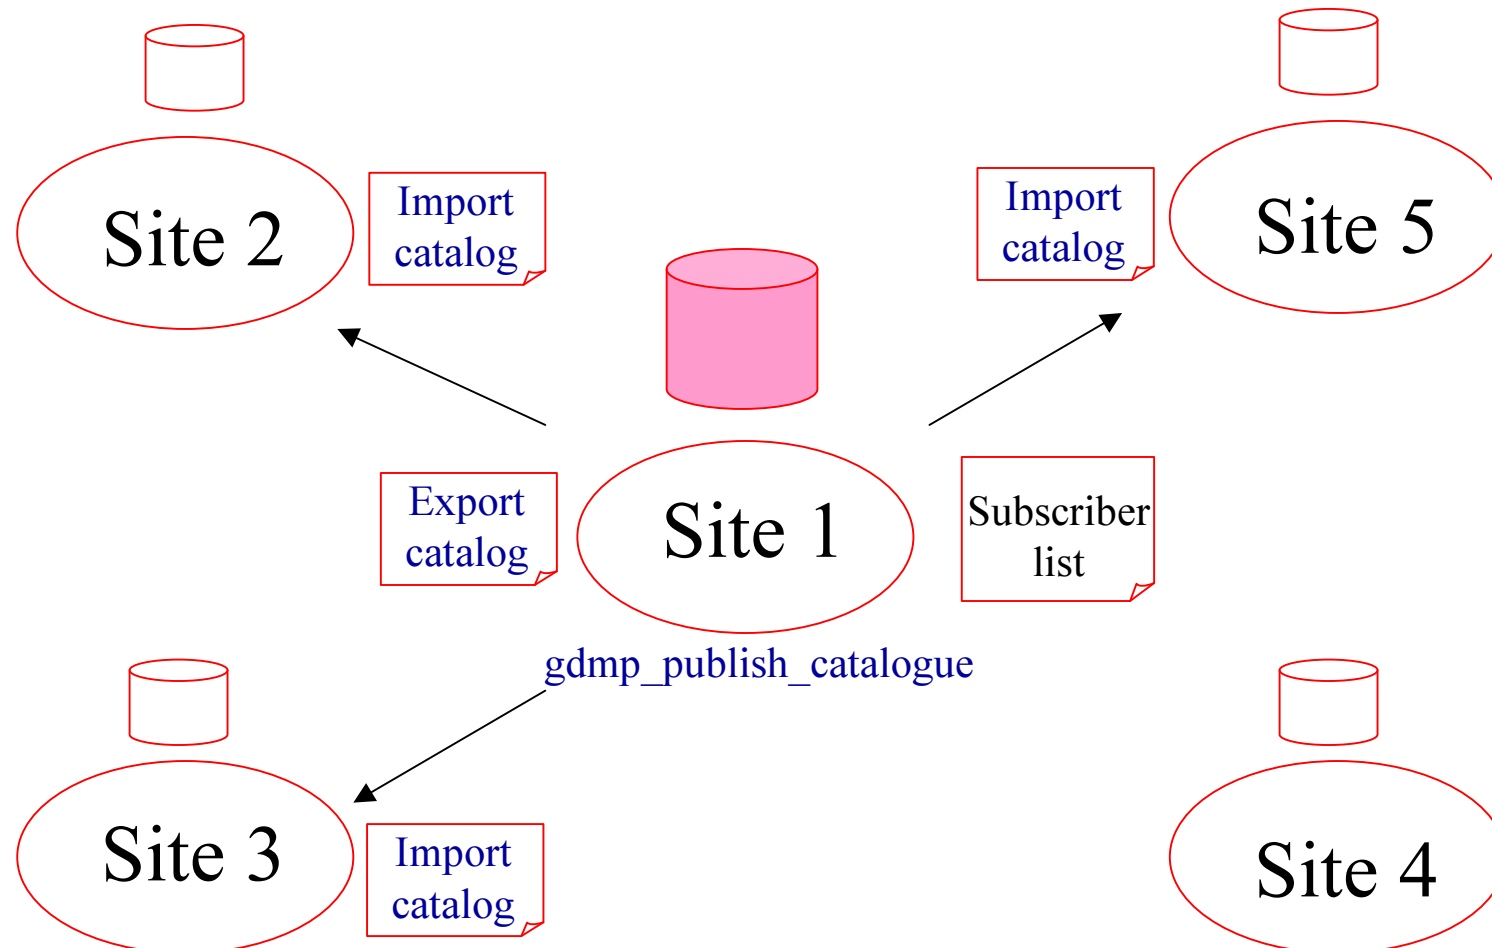 Site 2
Import
catalog
Import
catalog
Site 5
Export
catalog
Site 1
Subscriber
list
gdmp_publish_catalogue
Site 3
Import
catalog
Site 4